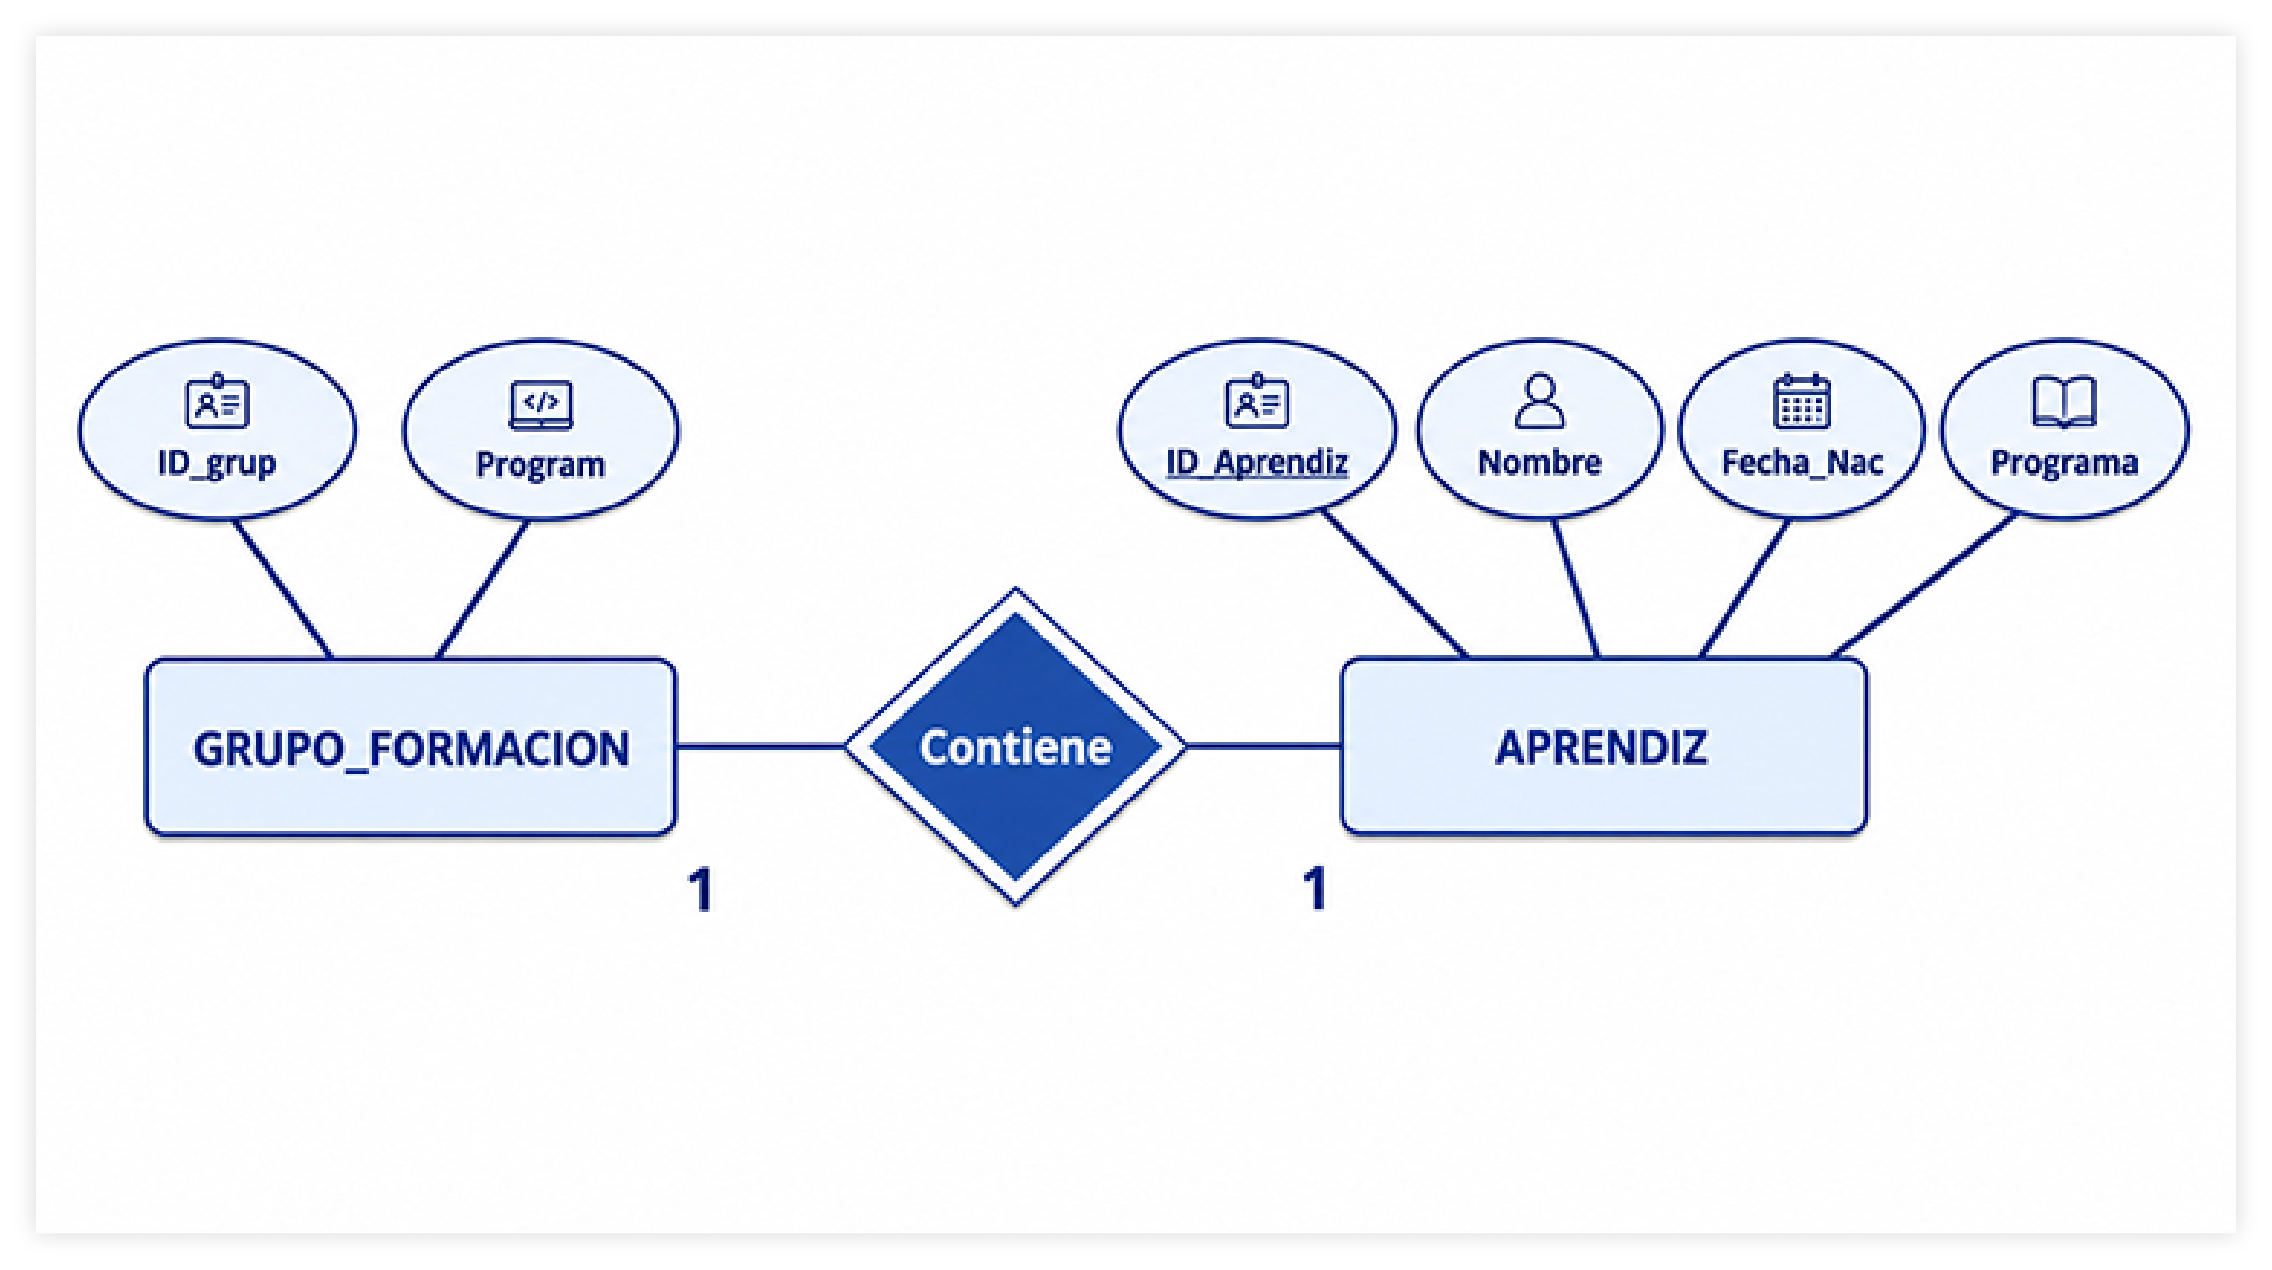 ID_grup
Program
ID_Aprendiz
Nombre
Fecha_Nac
Programa
GRUPO_FORMACION
Contiene
APRENDIZ
1
1